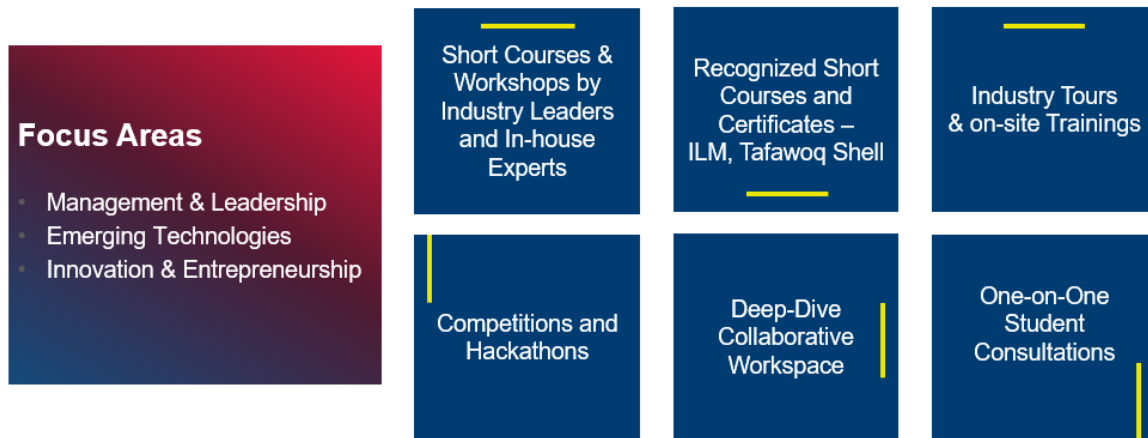 Focus Areas
• Management & Leadership
• Emerging Technologies
• Innovation & Entrepreneurship
Short Courses &
Workshops by
Industry Leaders
and In-house
Experts
Recognized Short
Courses and
Certificates –
ILM, Tafawoq Shell
Industry Tours
& on-site Trainings
Competitions and
Hackathons
Deep-Dive
Collaborative
Workspace
One-on-One
Student
Consultations